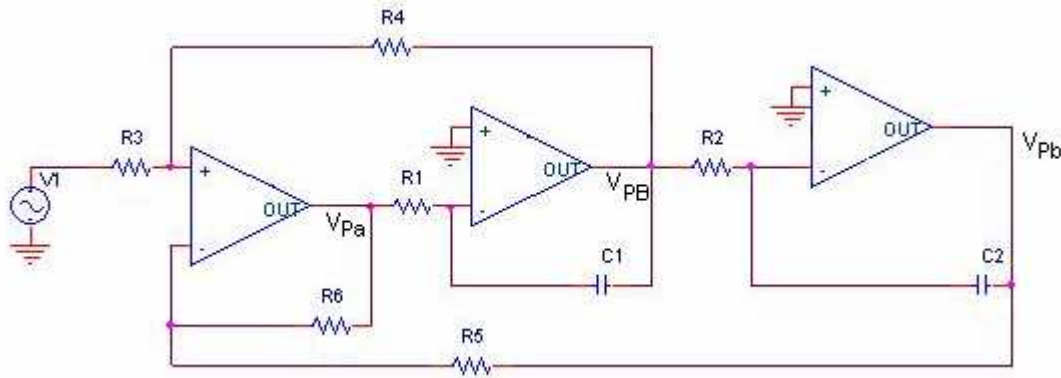 R4
R3
R1
R2
V1
+
-
OUT
V_Pa
+
-
OUT
V_PB
+
-
OUT
V_Pb
C1
C2
R6
R5